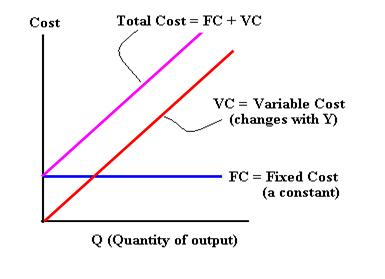 Cost
Total Cost = FC + VC
VC = Variable Cost
(changes with Y)
FC = Fixed Cost
(a constant)
Q (Quantity of output)